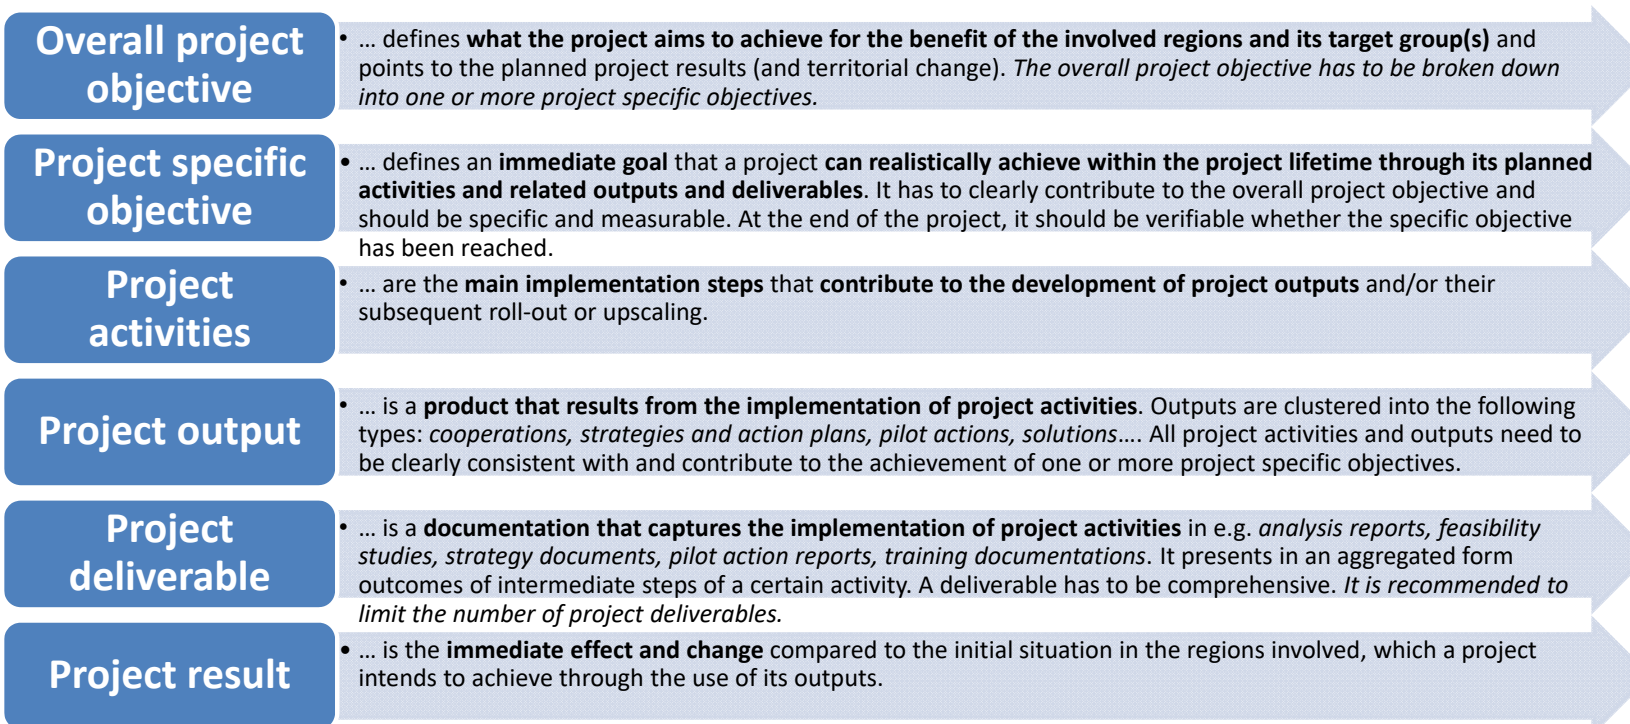 Overall project
objective
• ... defines what the project aims to achieve for the benefit of the involved regions and its target group(s) and
points to the planned project results (and territorial change). The overall project objective has to be broken down
into one or more project specific objectives.
Project specific
objective
• ... defines an immediate goal that a project can realistically achieve within the project lifetime through its planned
activities and related outputs and deliverables. It has to clearly contribute to the overall project objective and
should be specific and measurable. At the end of the project, it should be verifiable whether the specific objective
has been reached.
Project
activities
• ... are the main implementation steps that contribute to the development of project outputs and/or their
subsequent roll-out or upscaling.
Project output
• ... is a product that results from the implementation of project activities. Outputs are clustered into the following
types: cooperations, strategies and action plans, pilot actions, solutions.... All project activities and outputs need to
be clearly consistent with and contribute to the achievement of one or more project specific objectives.
Project
deliverable
• ... is a documentation that captures the implementation of project activities in e.g. analysis reports, feasibility
studies, strategy documents, pilot action reports, training documentations. It presents in an aggregated form
outcomes of intermediate steps of a certain activity. A deliverable has to be comprehensive. It is recommended to
limit the number of project deliverables.
Project result
• ... is the immediate effect and change compared to the initial situation in the regions involved, which a project
intends to achieve through the use of its outputs.